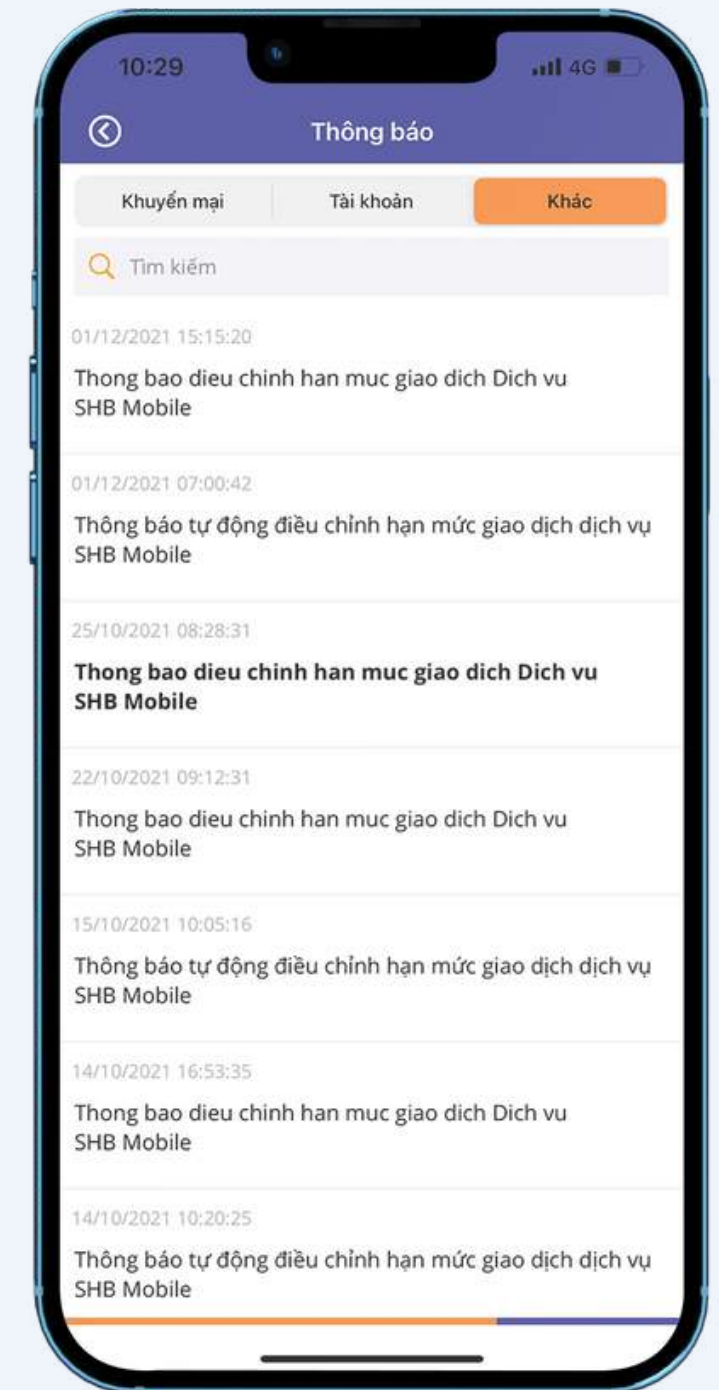 10:29
4G
Thông báo
Khuyến mại
Tài khoản
Khác
Tìm kiếm
01/12/2021 15:15:20
Thong bao dieu chinh han muc giao dich Dich vu
SHB Mobile
01/12/2021 07:00:42
Thông báo tự động điều chỉnh hạn mức giao dịch dịch vụ
SHB Mobile
25/10/2021 08:28:31
Thong bao dieu chinh han muc giao dich Dich vu
SHB Mobile
22/10/2021 09:12:31
Thong bao dieu chinh han muc giao dich Dich vu
SHB Mobile
15/10/2021 10:05:16
Thông báo tự động điều chỉnh hạn mức giao dịch dịch vụ
SHB Mobile
14/10/2021 16:53:35
Thong bao dieu chinh han muc giao dich Dich vu
SHB Mobile
14/10/2021 10:20:25
Thông báo tự động điều chỉnh hạn mức giao dịch dịch vụ
SHB Mobile